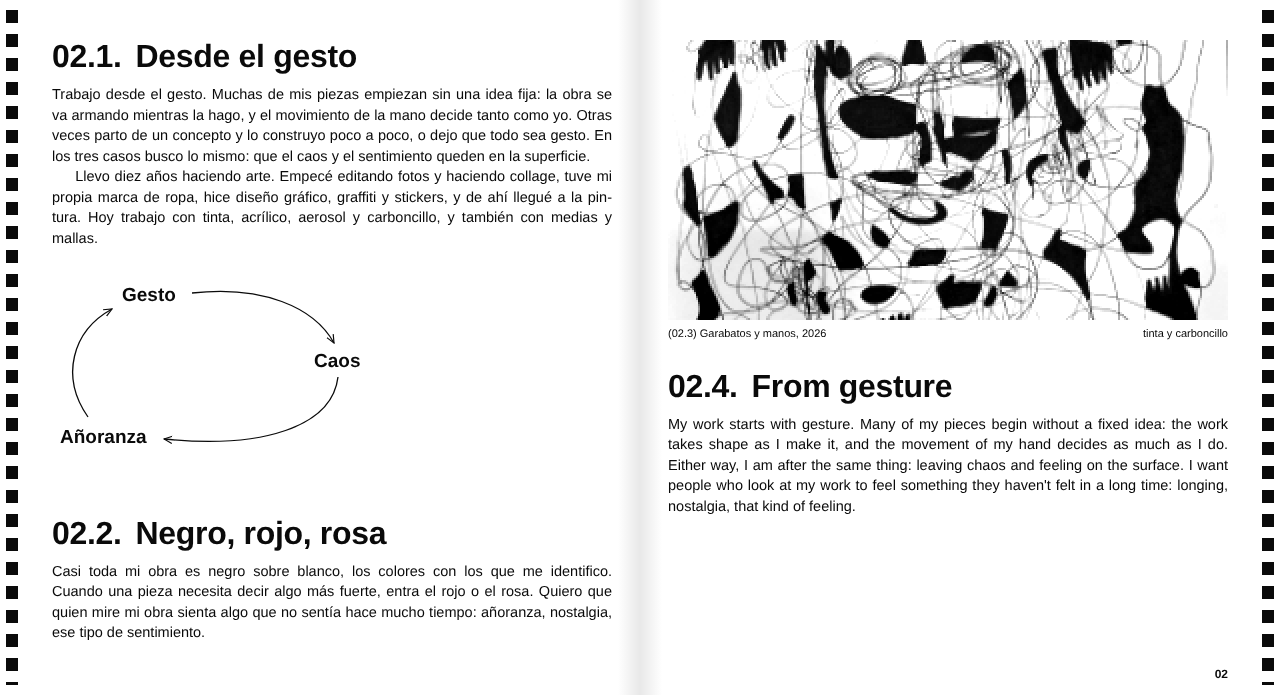 02.1. Desde el gesto
Trabajo desde el gesto. Muchas de mis piezas empiezan sin una idea fija: la obra se
va armando mientras la hago, y el movimiento de la mano decide tanto como yo. Otras
veces parto de un concepto y lo construyo poco a poco, o dejo que todo sea gesto. En
los tres casos busco lo mismo: que el caos y el sentimiento queden en la superficie.
Llevo diez años haciendo arte. Empecé editando fotos y haciendo collage, tuve mi
propia marca de ropa, hice diseño gráfico, graffiti y stickers, y de ahí llegué a la pin-
tura. Hoy trabajo con tinta, acrílico, aerosol y carboncillo, y también con medias y
mallas.
Gesto
Caos
Añoranza
02.2. Negro, rojo, rosa
Casi toda mi obra es negro sobre blanco, los colores con los que me identifico.
Cuando una pieza necesita decir algo más fuerte, entra el rojo o el rosa. Quiero que
quien mire mi obra sienta algo que no sentía hace mucho tiempo: añoranza, nostalgia,
ese tipo de sentimiento.
(02.3) Garabatos y manos, 2026
tinta y carboncillo
02.4. From gesture
My work starts with gesture. Many of my pieces begin without a fixed idea: the work
takes shape as I make it, and the movement of my hand decides as much as I do.
Either way, I am after the same thing: leaving chaos and feeling on the surface. I want
people who look at my work to feel something they haven't felt in a long time: longing,
nostalgia, that kind of feeling.
02